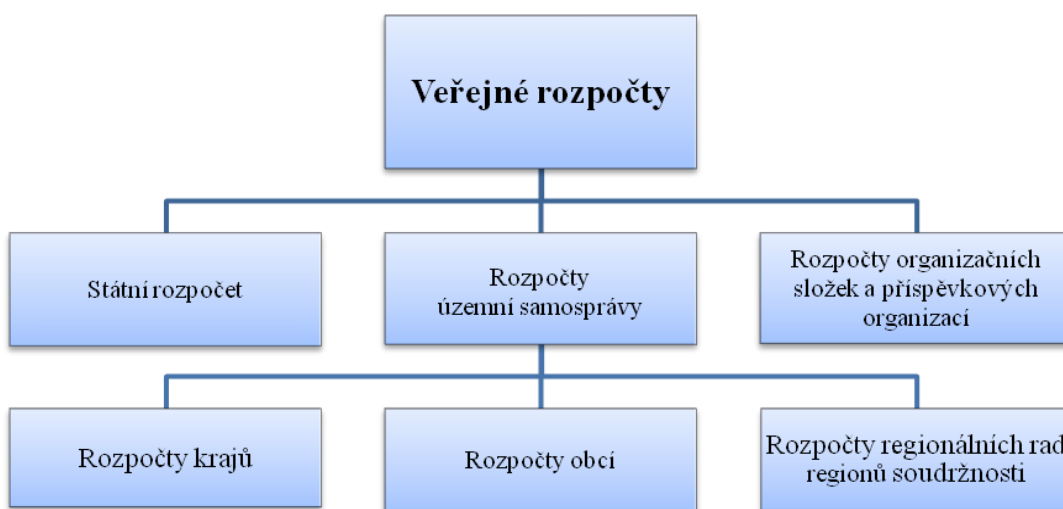 Veřejné rozpočty
Státní rozpočet
Rozpočty
územní samosprávy
Rozpočty organizačních
složek a příspěvkových
organizací
Rozpočty krajů
Rozpočty obcí
Rozpočty regionálních rad
regionů soudržnosti